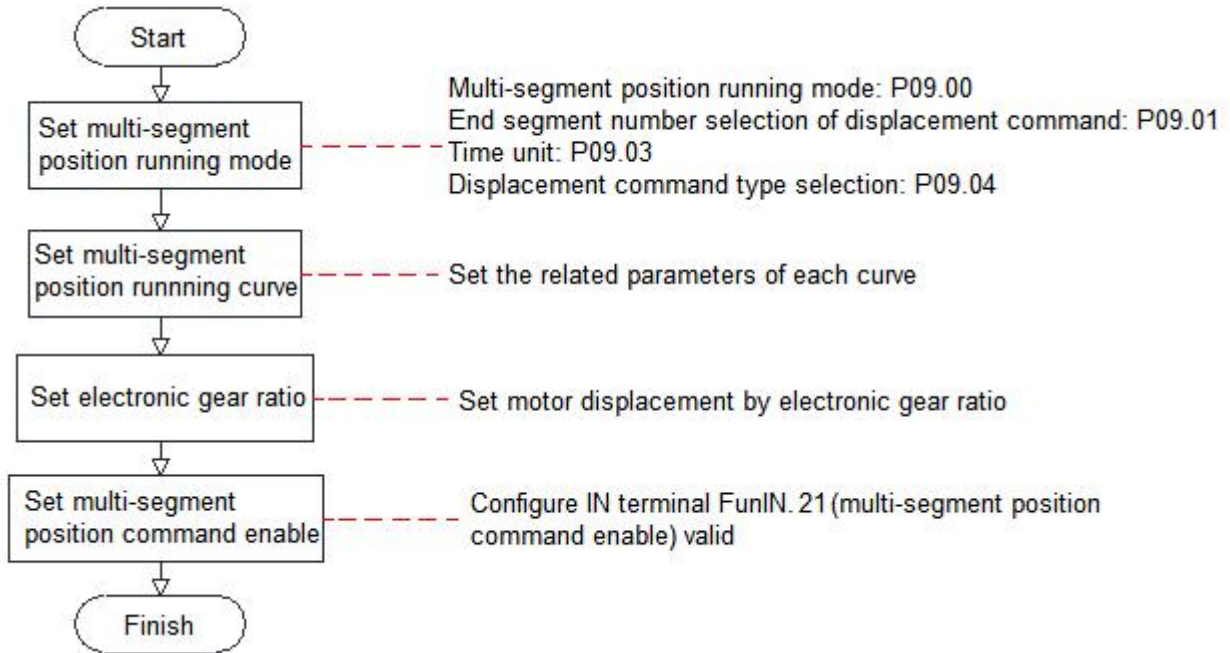 Start
Set multi-segment
position running mode
Multi-segment position running mode: P09.00
End segment number selection of displacement command: P09.01
Time unit: P09.03
Displacement command type selection: P09.04
Set multi-segment
position runnning curve
Set the related parameters of each curve
Set electronic gear ratio
Set motor displacement by electronic gear ratio
Set multi-segment
position command enable
Configure IN terminal FunIN. 21 (multi-segment position
command enable) valid
Finish